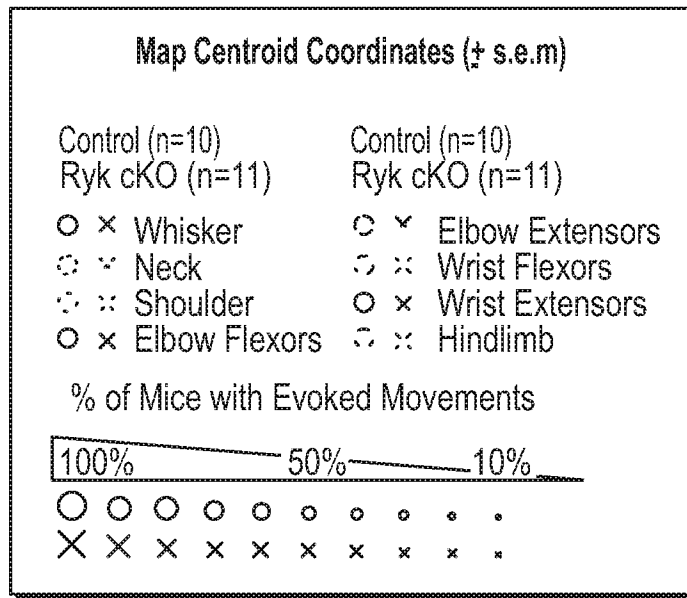 Map Centroid Coordinates (± s.e.m)
Control (n=10) Control (n=10)
Ryk cKO (n=11) Ryk cKO (n=11)
Whisker Elbow Extensors
Neck Wrist Flexors
Shoulder Wrist Extensors
Elbow Flexors Hindlimb
% of Mice with Evoked Movements
100% 50% 10%